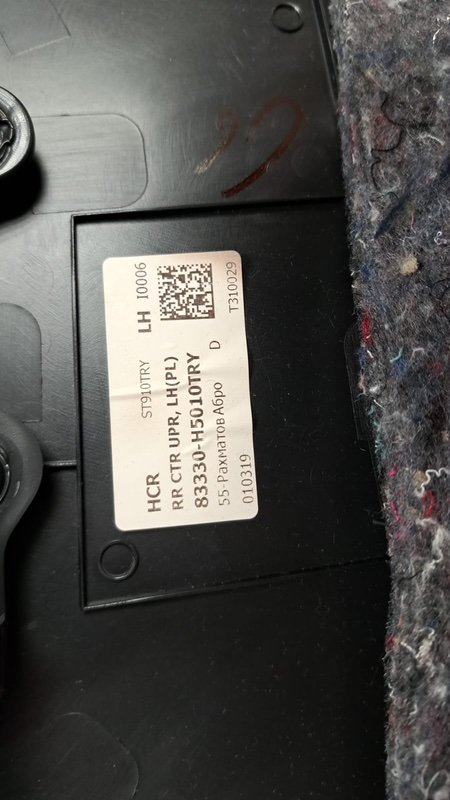 HCR ST910TRY LH I0006
RR CTR UPR, LH(PL)
83330-H5010TRY
55-Рахматов Абро D
010319 T310029